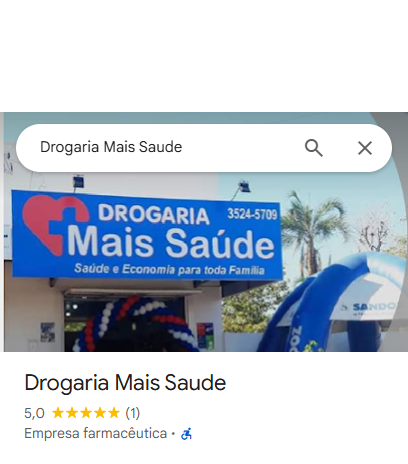 Drogaria Mais Saude
DROGARIA 3524-5709
Mais Saúde
Saúde e Economia para toda Família
SANDOZ
Drogaria Mais Saude
5,0 (1)
Empresa farmacêutica ·